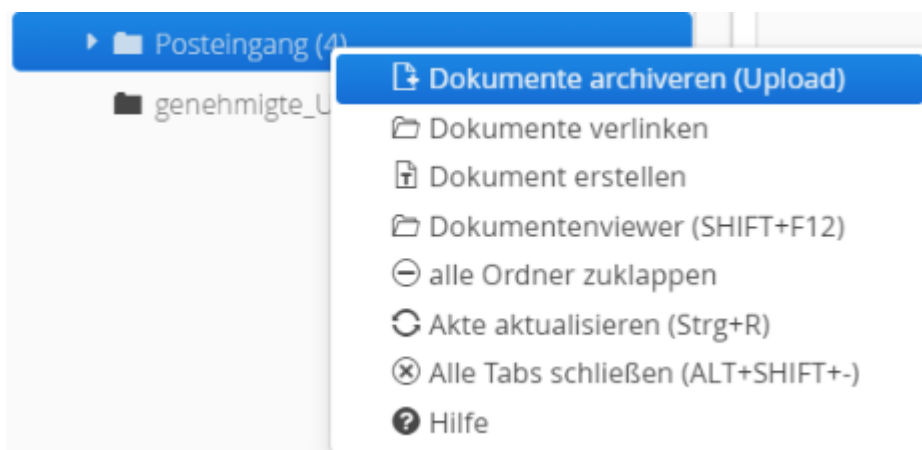 Posteingang (4)
Dokumente archiveren (Upload)
genehmigte_U
Dokumente verlinken
Dokument erstellen
Dokumentenviewer (SHIFT+F12)
alle Ordner zuklappen
Akte aktualisieren (Strg+R)
Alle Tabs schließen (ALT+SHIFT+-)
Hilfe